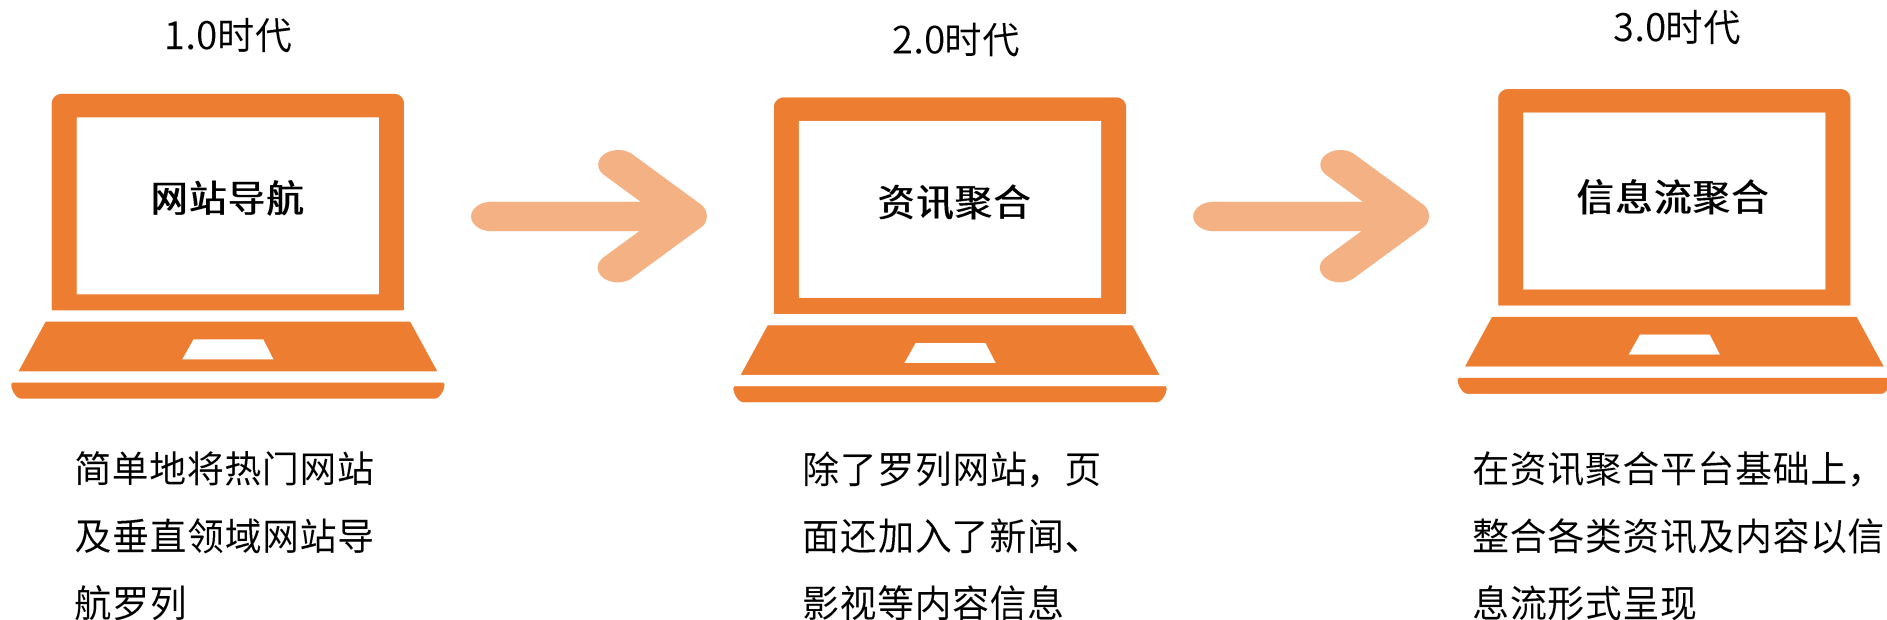 1.0时代
网站导航
简单地将热门网站
及垂直领域网站导
航罗列
2.0时代
资讯聚合
除了罗列网站，页
面还加入了新闻、
影视等内容信息
3.0时代
信息流聚合
在资讯聚合平台基础上，
整合各类资讯及内容以信
息流形式呈现